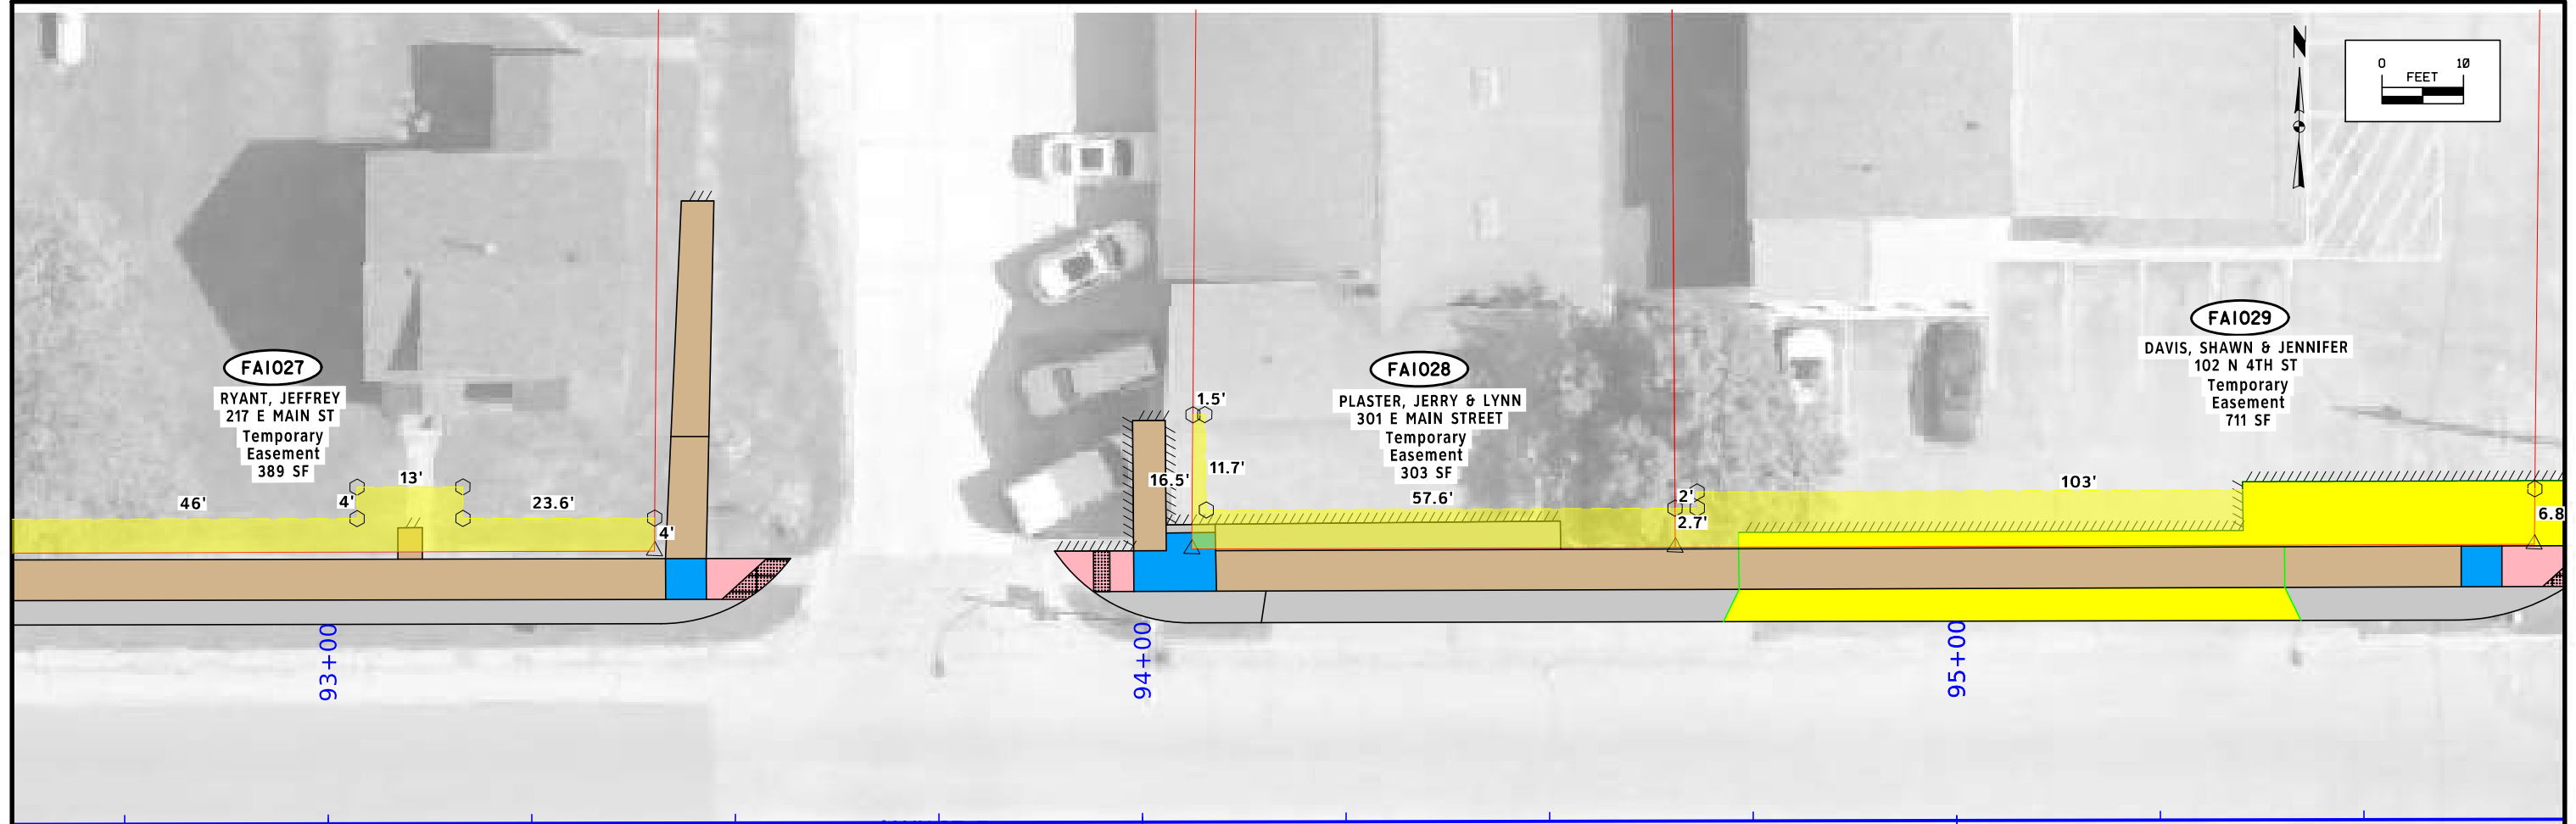 N
0 10
FEET
FA1027
RYANT, JEFFREY
217 E MAIN ST
Temporary
Easement
389 SF
46'
4'
13'
23.6'
4'
FA1028
PLASTER, JERRY & LYNN
301 E MAIN STREET
Temporary
Easement
303 SF
1.5'
16.5'
11.7'
57.6'
2'
2.7'
FA1029
DAVIS, SHAWN & JENNIFER
102 N 4TH ST
Temporary
Easement
711 SF
103'
6.8
93+00
94+00
95+00